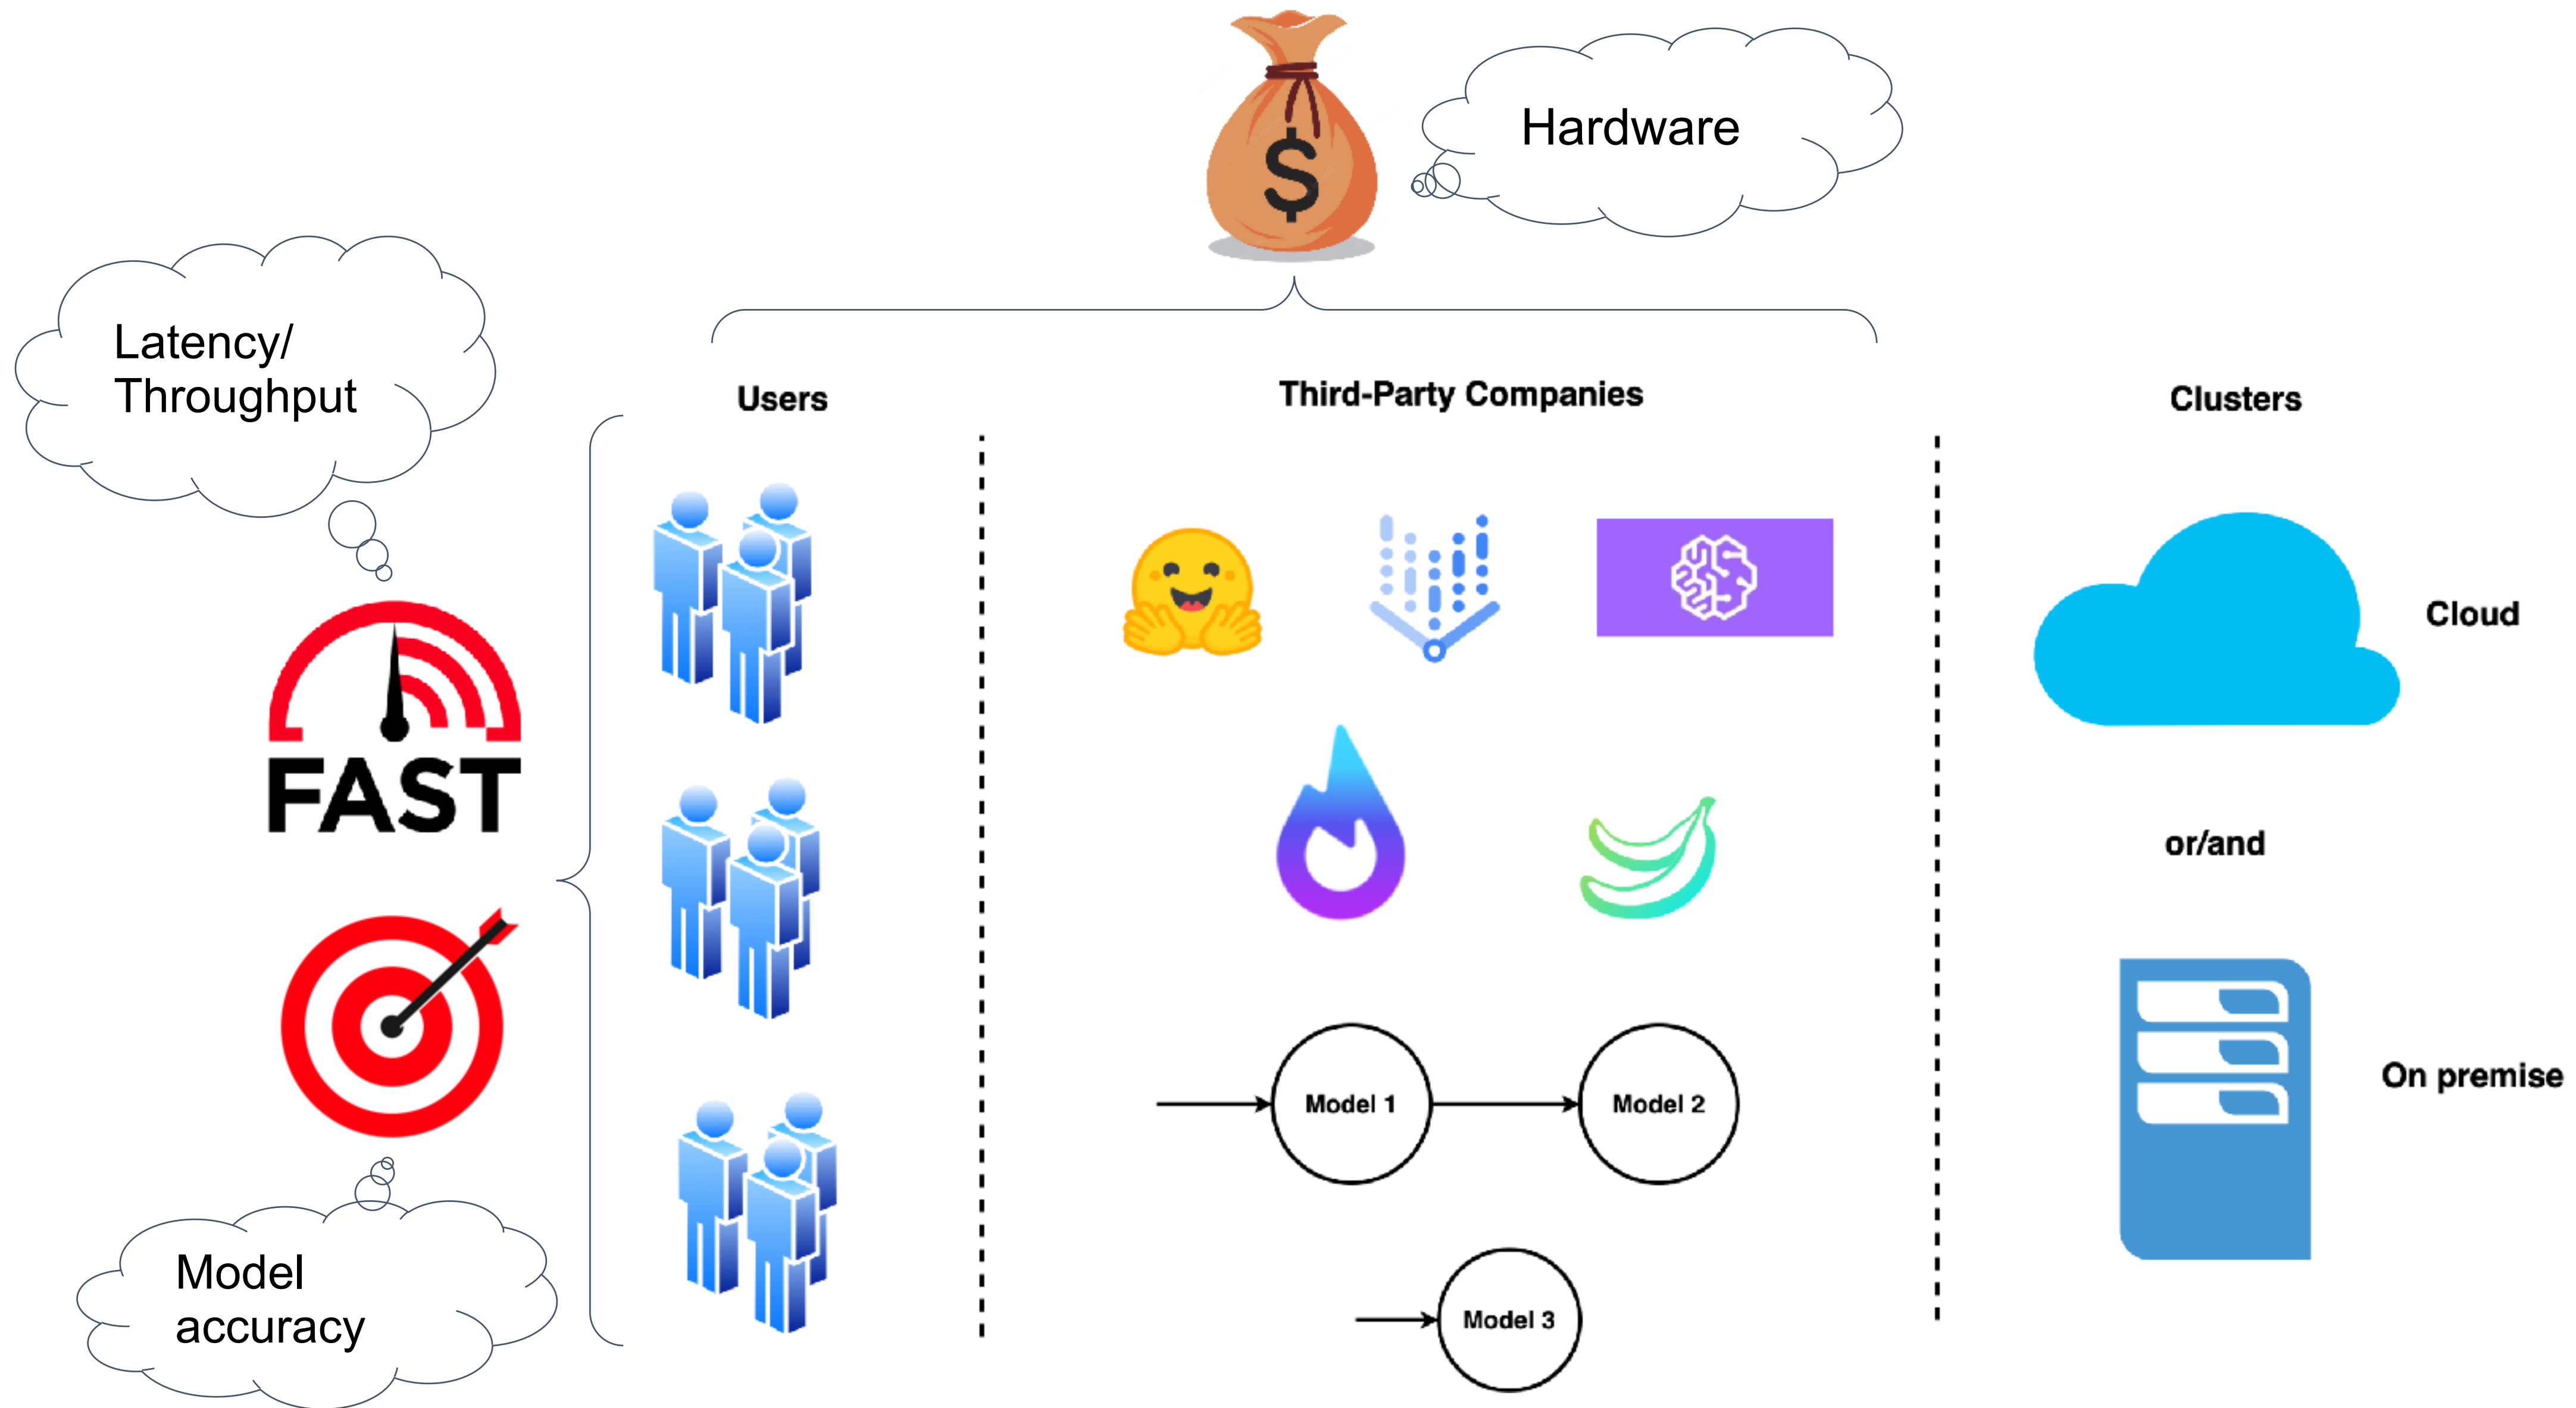 $
Hardware
Latency/
Throughput
Users
Third-Party Companies
Clusters
Cloud
FAST
or/and
On premise
Model 1
Model 2
Model
accuracy
Model 3